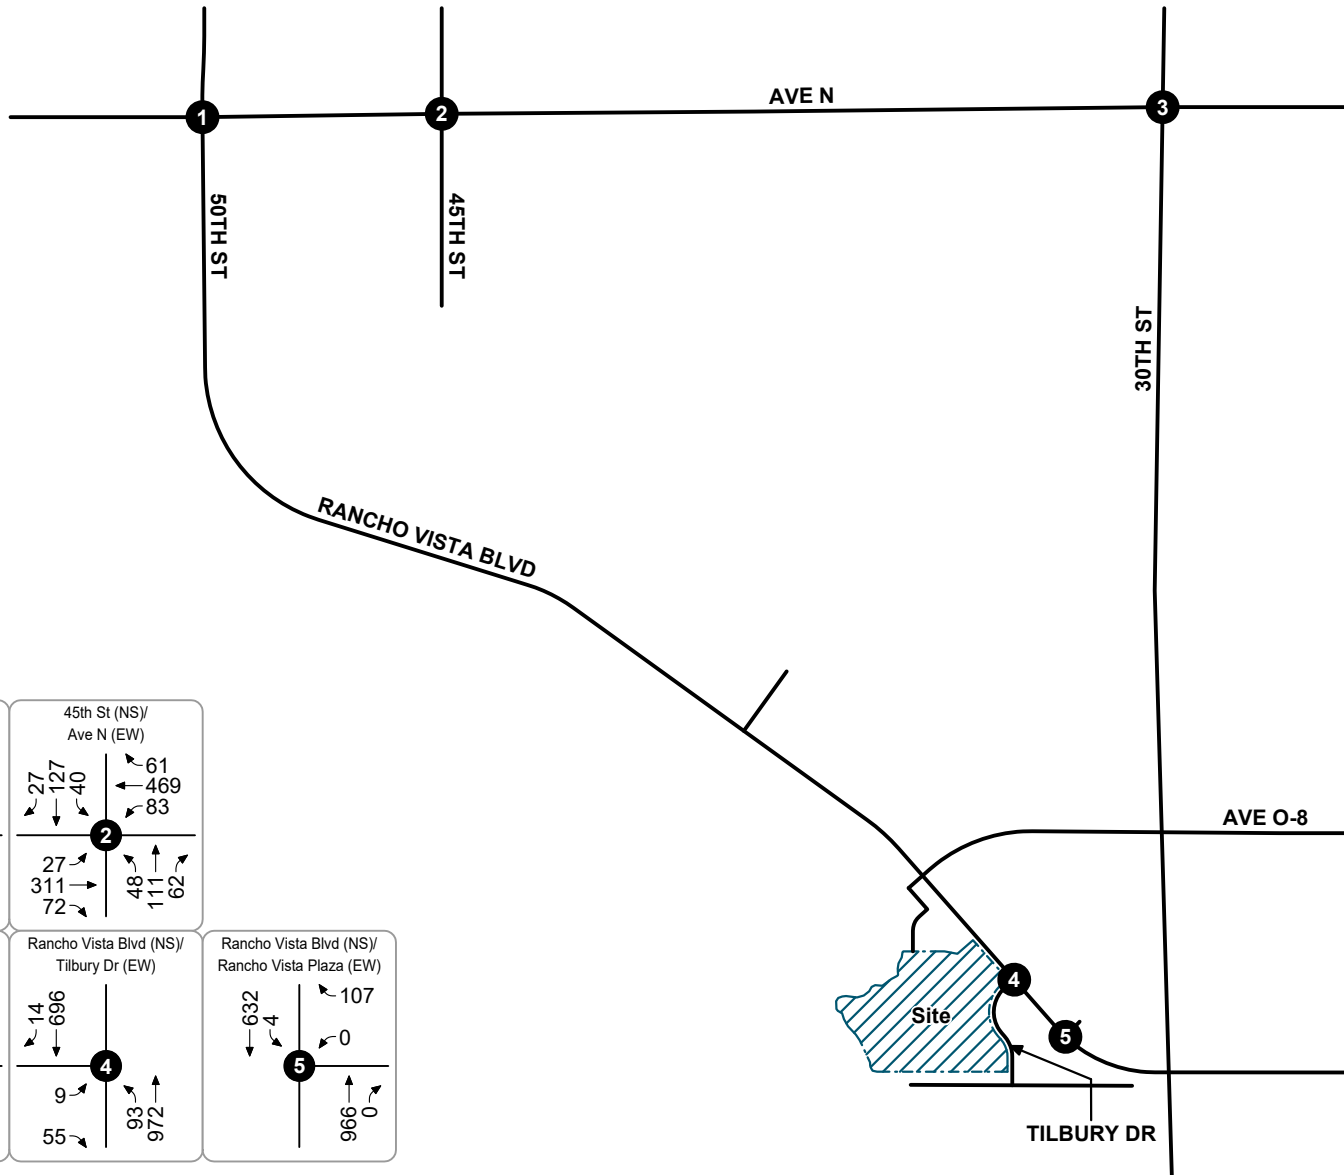 AVE N
1
2
3
50TH ST
45TH ST
30TH ST
RANCHO VISTA BLVD
AVE O-8
4
Site
5
TILBURY DR
45th St (NS)/
Ave N (EW)
27
127
40
61
469
83
2
27
311
72
48
111
62
Rancho Vista Blvd (NS)/
Tilbury Dr (EW)
14
696
4
9
55
93
972
Rancho Vista Blvd (NS)/
Rancho Vista Plaza (EW)
632
4
107
0
5
966
0